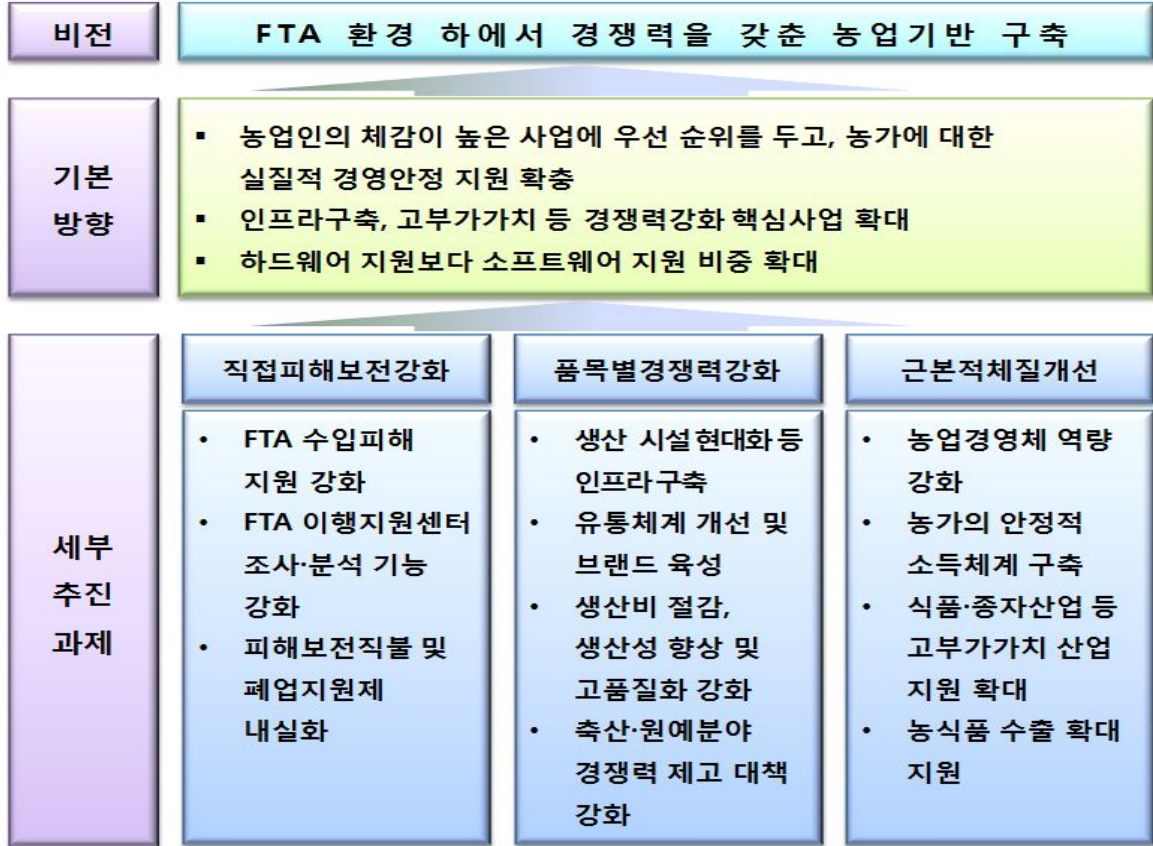 비전
FTA 환경 하에서 경쟁력을 갖춘 농업기반 구축
기본
방향
▪ 농업인의 체감이 높은 사업에 우선 순위를 두고, 농가에 대한
실질적 경영안정 지원 확충
▪ 인프라구축, 고부가가치 등 경쟁력강화 핵심사업 확대
▪ 하드웨어 지원보다 소프트웨어 지원 비중 확대
세부
추진
과제
직접피해보전강화
• FTA 수입피해
지원 강화
• FTA 이행지원센터
조사·분석 기능
강화
• 피해보전직불 및
폐업지원제
내실화
품목별경쟁력강화
• 생산 시설현대화 등
인프라구축
• 유통체계 개선 및
브랜드 육성
• 생산비 절감,
생산성 향상 및
고품질화 강화
• 축산·원예분야
경쟁력 제고 대책
강화
근본적체질개선
• 농업경영체 역량
강화
• 농가의 안정적
소득체계 구축
• 식품·종자산업 등
고부가가치 산업
지원 확대
• 농식품 수출 확대
지원